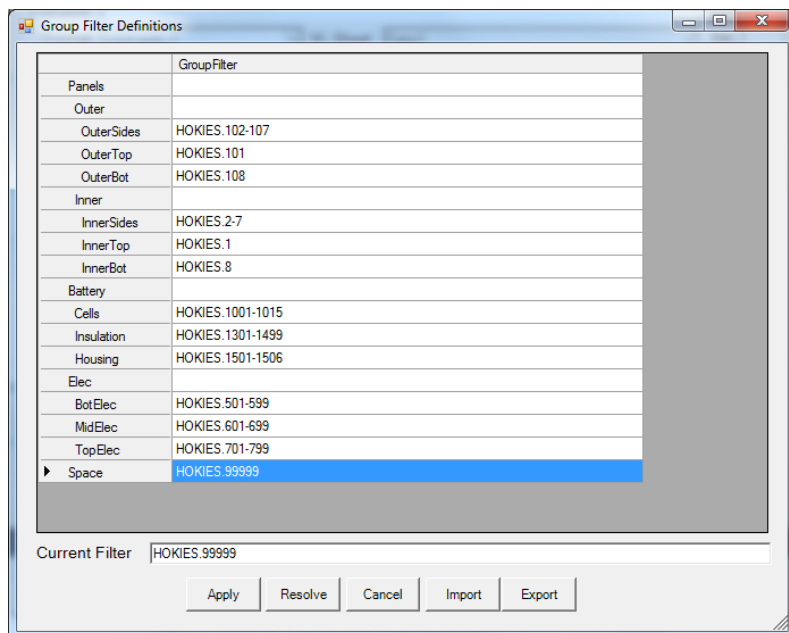 Group Filter Definitions
GroupFilter
Panels
Outer
OuterSides HOKIES.102-107
OuterTop HOKIES.101
OuterBot HOKIES.108
Inner
InnerSides HOKIES.2-7
InnerTop HOKIES.1
InnerBot HOKIES.8
Battery
Cells HOKIES.1001-1015
Insulation HOKIES.1301-1499
Housing HOKIES.1501-1506
Elec
BotElec HOKIES.501-599
MidElec HOKIES.601-699
TopElec HOKIES.701-799
Space HOKIES.99999
Current Filter HOKIES.99999
Apply Resolve Cancel Import Export